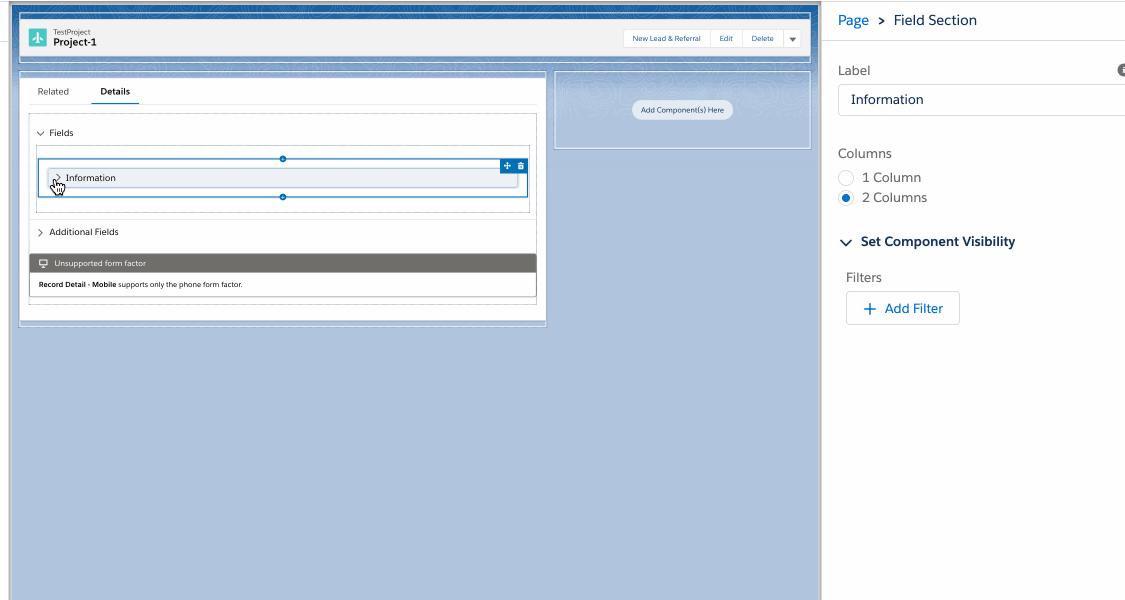 TestProject
Project-1
New Lead & Referral
Edit
Delete
Related
Details
Add Component(s) Here
Fields
Information
Additional Fields
Unsupported form factor
Record Detail - Mobile supports only the phone form factor.
Page > Field Section
Label
Information
Columns
1 Column
2 Columns
Set Component Visibility
Filters
+ Add Filter